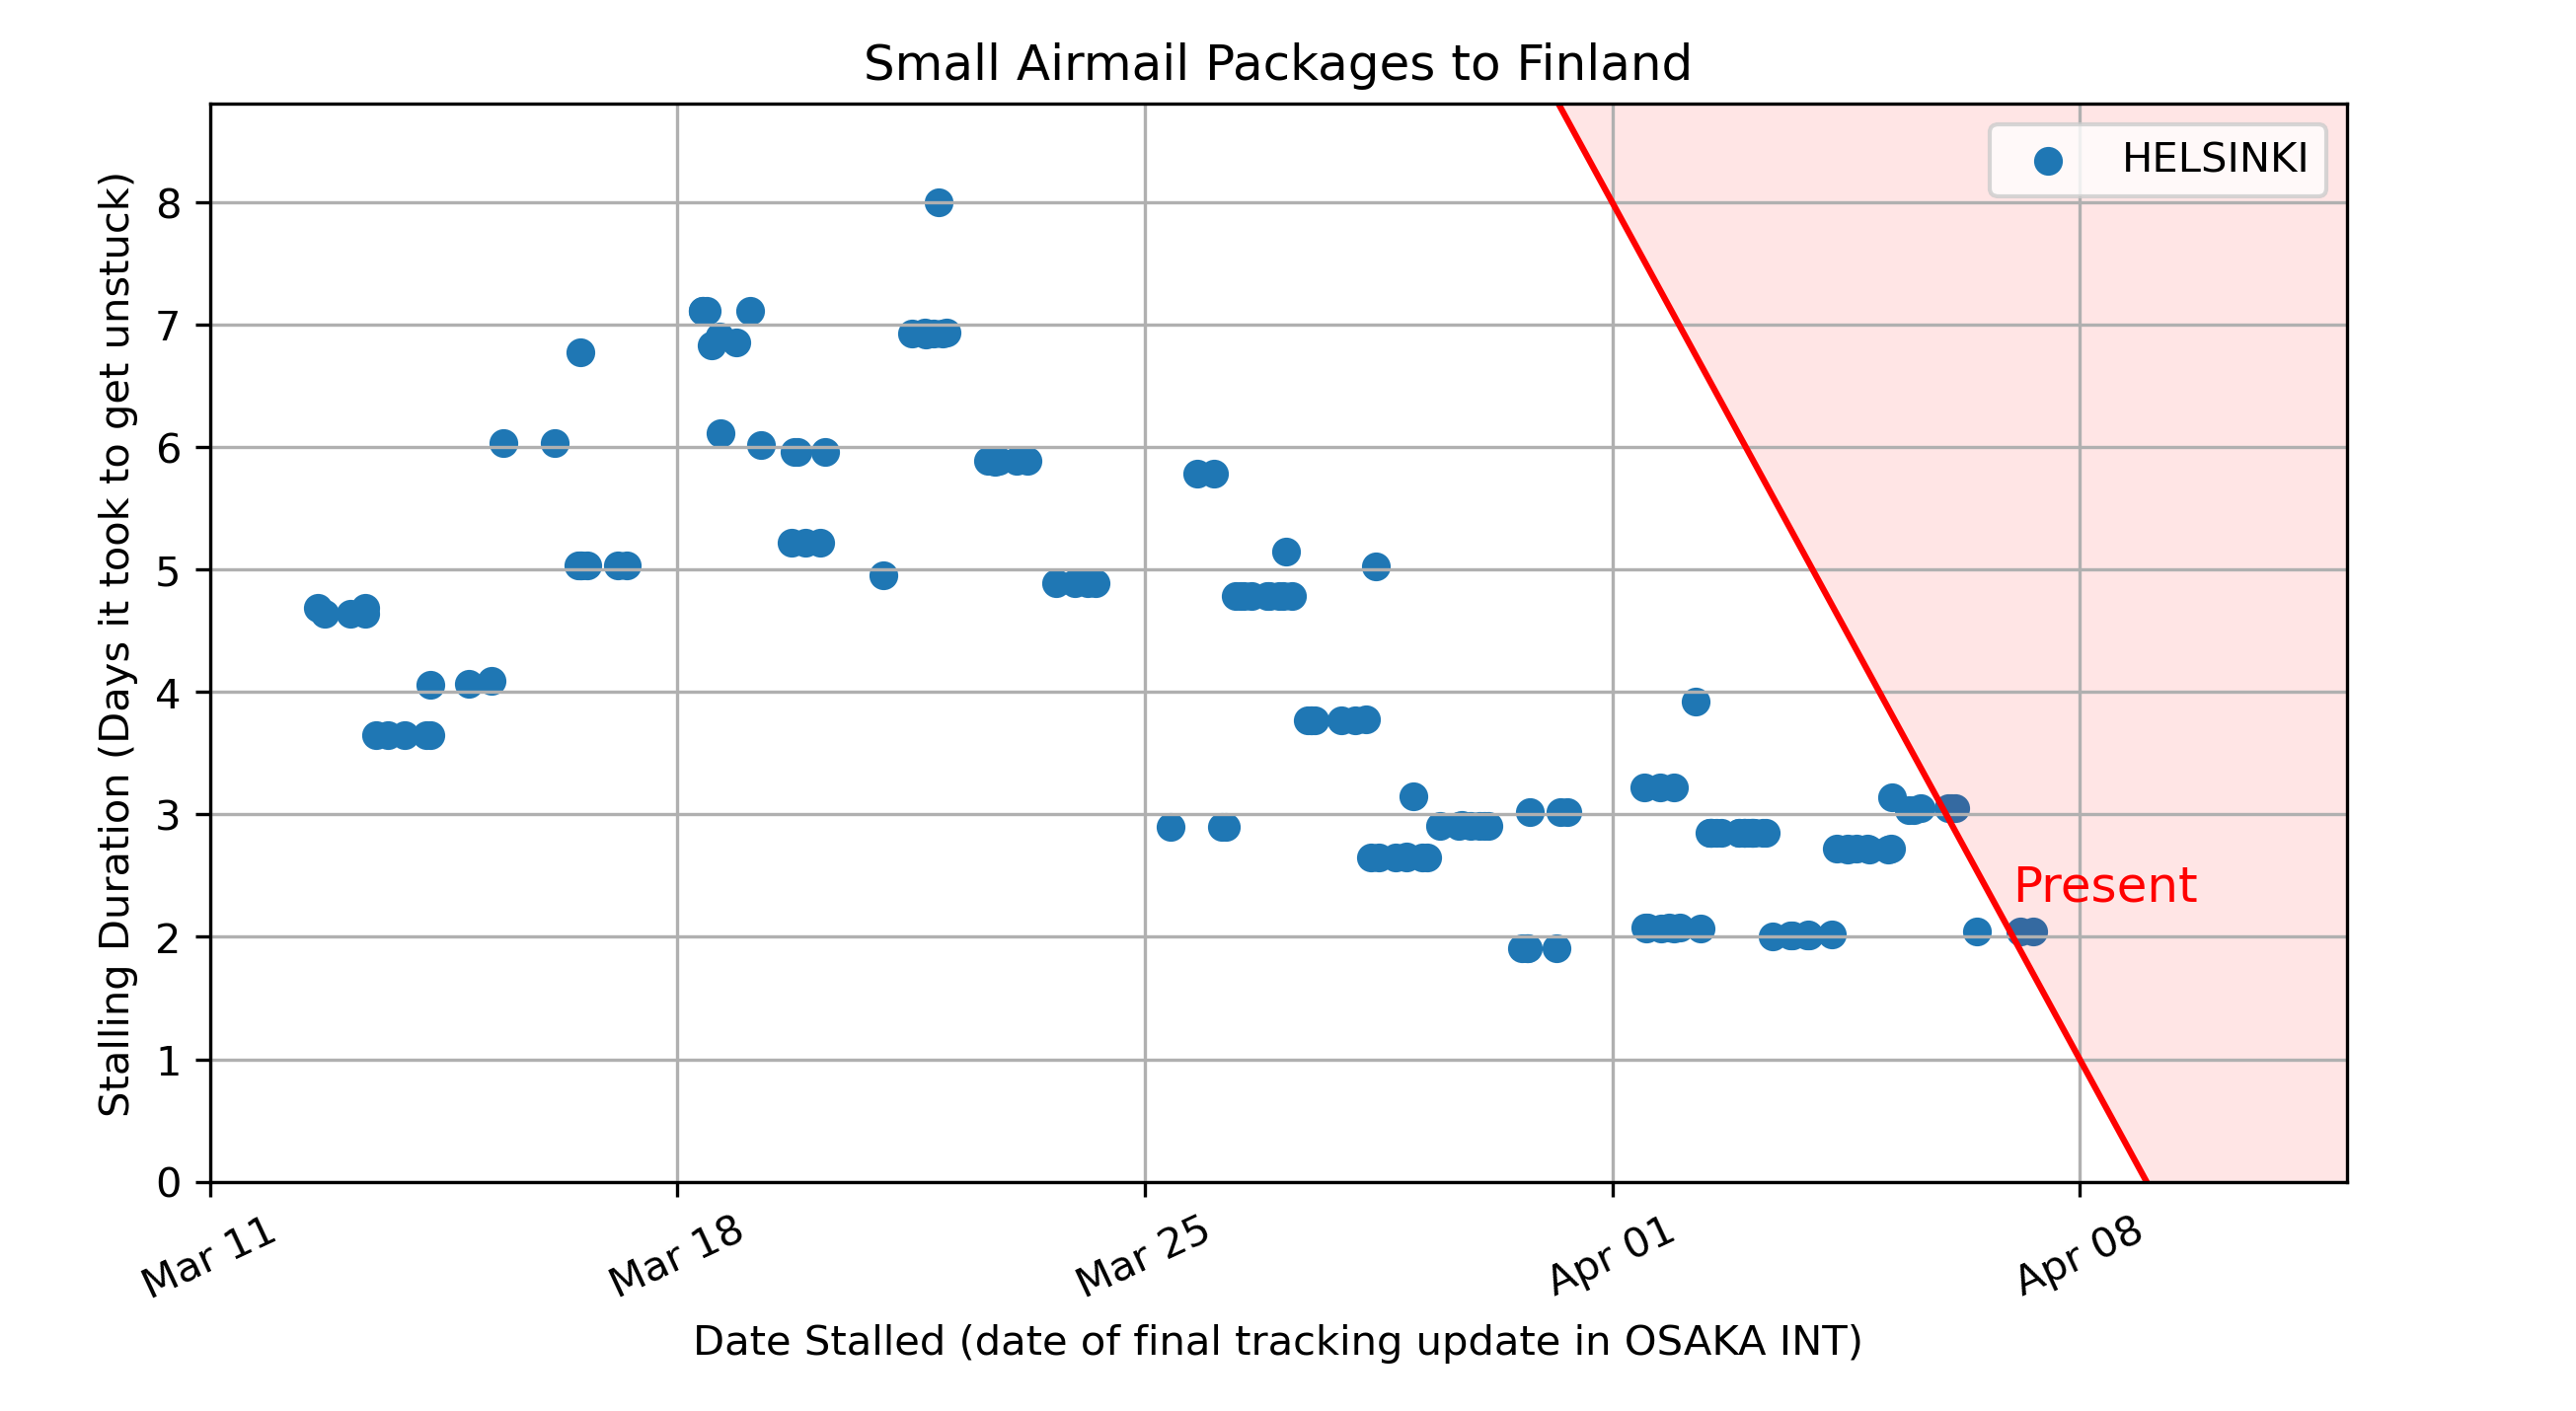 Small Airmail Packages to Finland
Stalling Duration (Days it took to get unstuck)
8
7
6
5
4
3
2
1
0
HELSINKI
Present
Mar 11
Mar 18
Mar 25
Apr 01
Apr 08
Date Stalled (date of final tracking update in OSAKA INT)